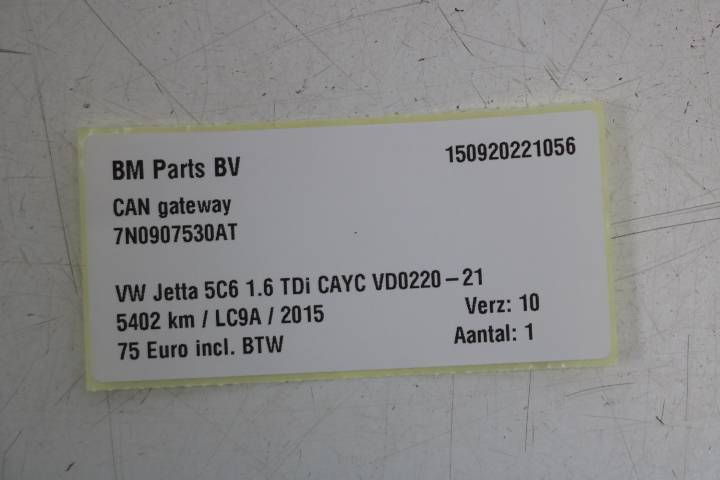 BM Parts BV 150920221056
CAN gateway
7N0907530AT
VW Jetta 5C6 1.6 TDi CAYC VD0220-21
5402 km / LC9A / 2015 Verz: 10
75 Euro incl. BTW Aantal: 1